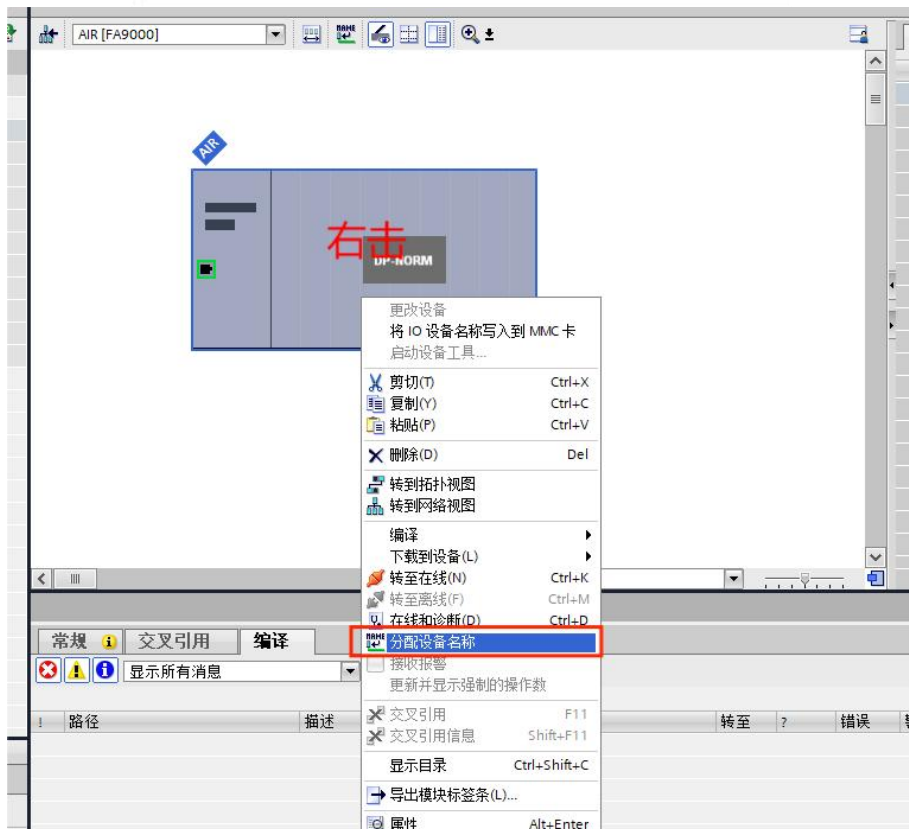 AIR [FA9000]
NAME
AIR
右击
DP-NORM
更改设备
将 IO 设备名称写入到 MMC 卡
启动设备工具...
剪切(T) Ctrl+X
复制(Y) Ctrl+C
粘贴(P) Ctrl+V
删除(D) Del
转到拓扑视图
转到网络视图
编译
下载到设备(L)
转至在线(N) Ctrl+K
转至离线(F) Ctrl+M
在线和诊断(D) Ctrl+D
NAME 分配设备名称
接收报警
更新并显示强制的操作数
交叉引用 F11
交叉引用信息 Shift+F11
显示目录 Ctrl+Shift+C
导出模块标签条(L)...
属性 Alt+Enter
常规 交叉引用 编译
显示所有消息
! 路径 描述 转至 ? 错误